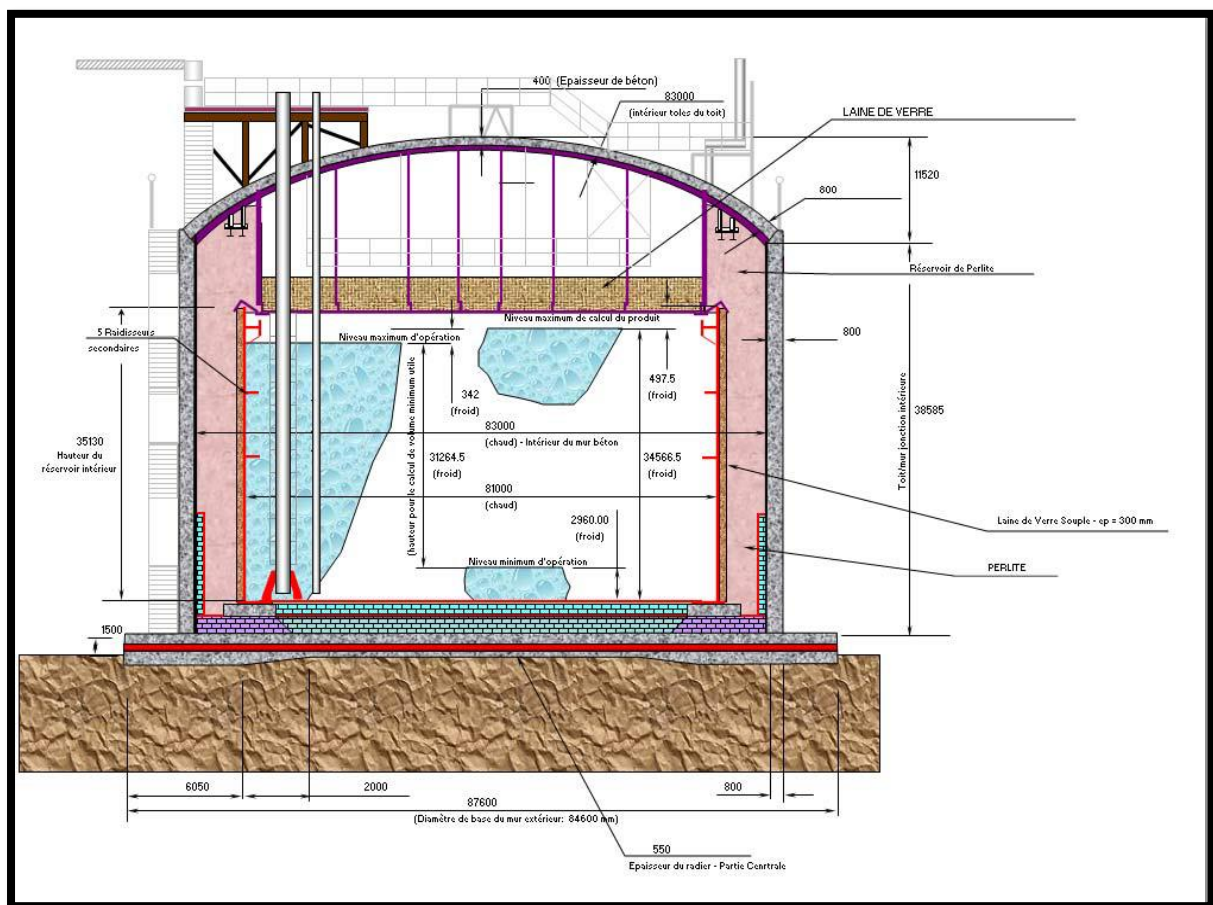 400 (Epaisseur de béton)
83000
(intérieur toles du toit)
LAINE DE VERRE
11520
800
Réservoir de Perlite
Niveau maximum de calcul du produit
5 Raidisseurs
secondaires
Niveau maximum d'opération
800
342
(froid)
497.5
(froid)
38585
Toit/mur jonction intérieure
83000
(chaud) - Intérieur du mur béton
35130
Hauteur du
réservoir intérieur
31264.5
(froid)
(hauteur pour le calcul de volume minimum utile
34566.5
(froid)
81000
(chaud)
2960.00
(froid)
Laine de Verre Souple - ep = 300 mm
Niveau minimum d'opération
PERLITE
1500
6050
2000
800
87600
(Diamètre de base du mur extérieur: 84600 mm)
550
Epaisseur du radier - Partie Cenrtrale